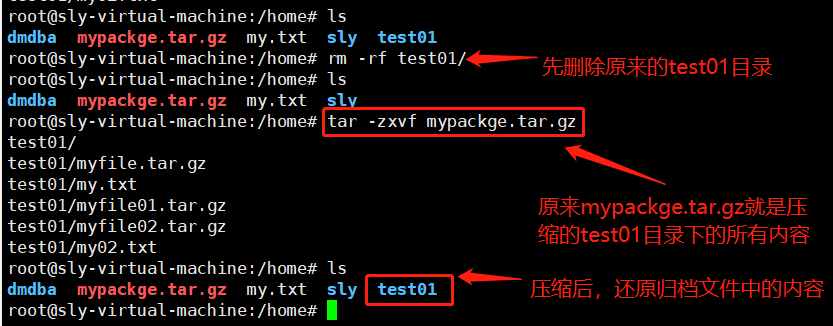 root@sly-virtual-machine:/home# ls
dmdba mypackge.tar.gz my.txt sly test01
root@sly-virtual-machine:/home# rm -rf test01/
先删除原来的test01目录
root@sly-virtual-machine:/home# ls
dmdba mypackge.tar.gz my.txt sly
root@sly-virtual-machine:/home# tar -zxvf mypackge.tar.gz
test01/
test01/myfile.tar.gz
test01/my.txt
test01/myfile01.tar.gz
test01/myfile02.tar.gz
test01/my02.txt
原来mypackge.tar.gz就是压
缩的test01目录下的所有内容
root@sly-virtual-machine:/home# ls
dmdba mypackge.tar.gz my.txt sly test01
压缩后，还原归档文件中的内容
root@sly-virtual-machine:/home#